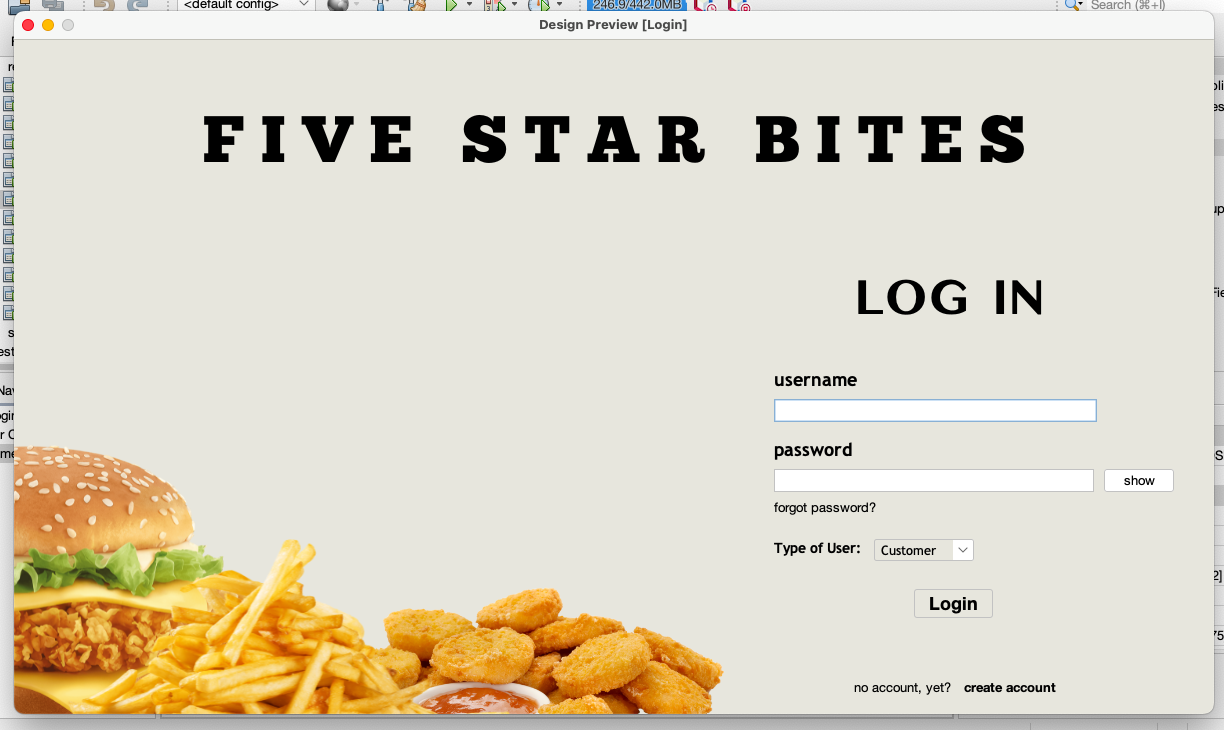 <default config>
246.9/442.0MB
Search (⌘+I)
Design Preview [Login]
FIVE STAR BITES
LOG IN
username
password
show
forgot password?
Type of User: Customer
Login
no account, yet? create account